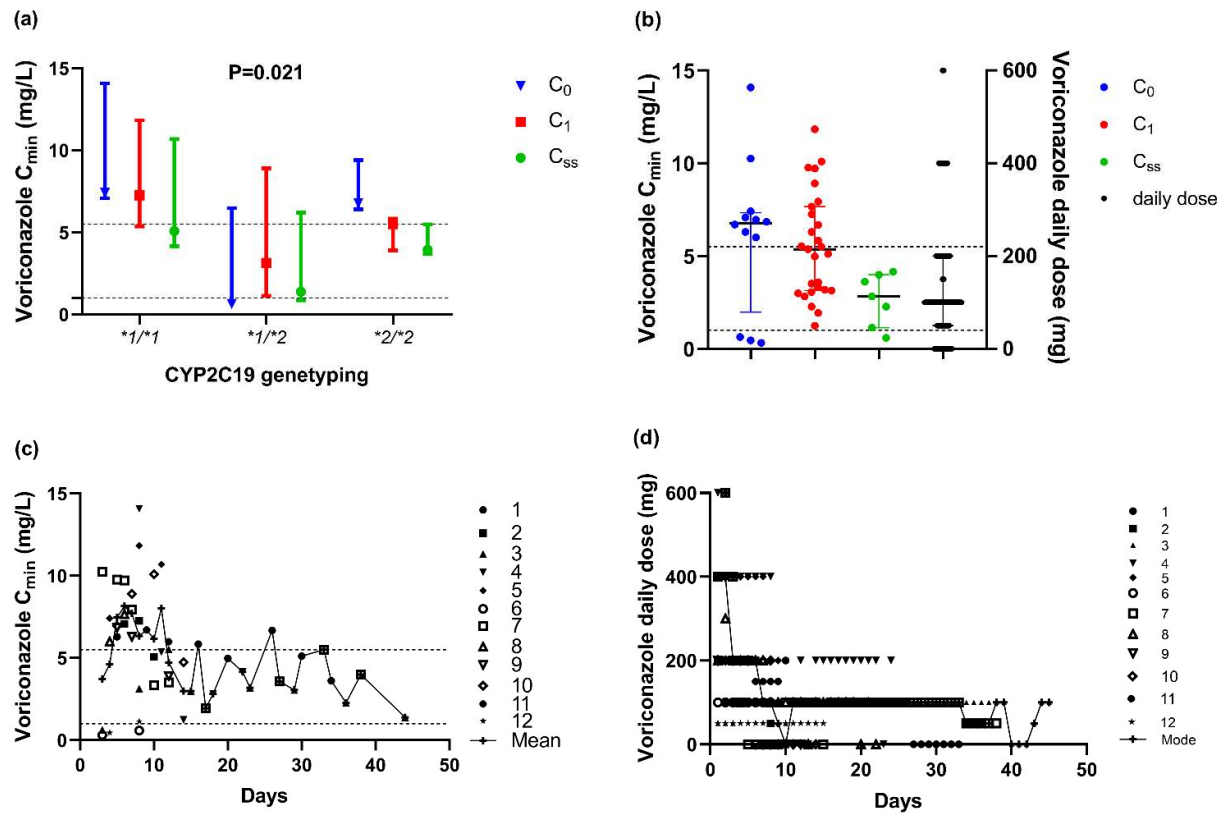 (a)
P=0.021
Voriconazole Cmin (mg/L)
15
10
5
0
*1/*1
*1/*2
*2/*2
CYP2C19 genetyping
C0
C1
Css
(b)
Voriconazole Cmin (mg/L)
15
10
5
0
600
400
200
0
Voriconazole daily dose (mg)
C0
C1
Css
daily dose
(c)
Voriconazole Cmin (mg/L)
15
10
5
0
0
10
20
30
40
50
Days
1
2
3
4
5
6
7
8
9
10
11
12
Mean
(d)
Voriconazole daily dose (mg)
600
400
200
0
0
10
20
30
40
50
Days
1
2
3
4
5
6
7
8
9
10
11
12
Mode